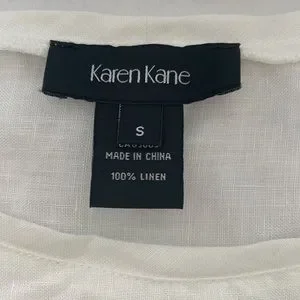 Karen Kane
S
MADE IN CHINA
100% LINEN